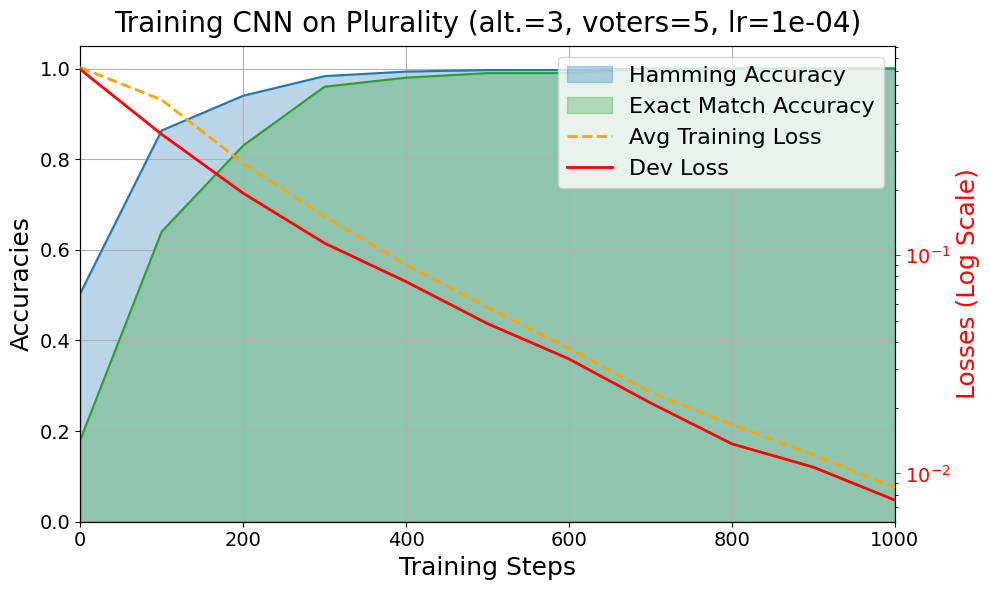 Training CNN on Plurality (alt.=3, voters=5, lr=1e-04)
Hamming Accuracy
Exact Match Accuracy
Avg Training Loss
Dev Loss
Accuracies
1.0
0.8
0.6
0.4
0.2
0.0
0 200 400 600 800 1000
Training Steps
10⁻¹
10⁻²
Losses (Log Scale)